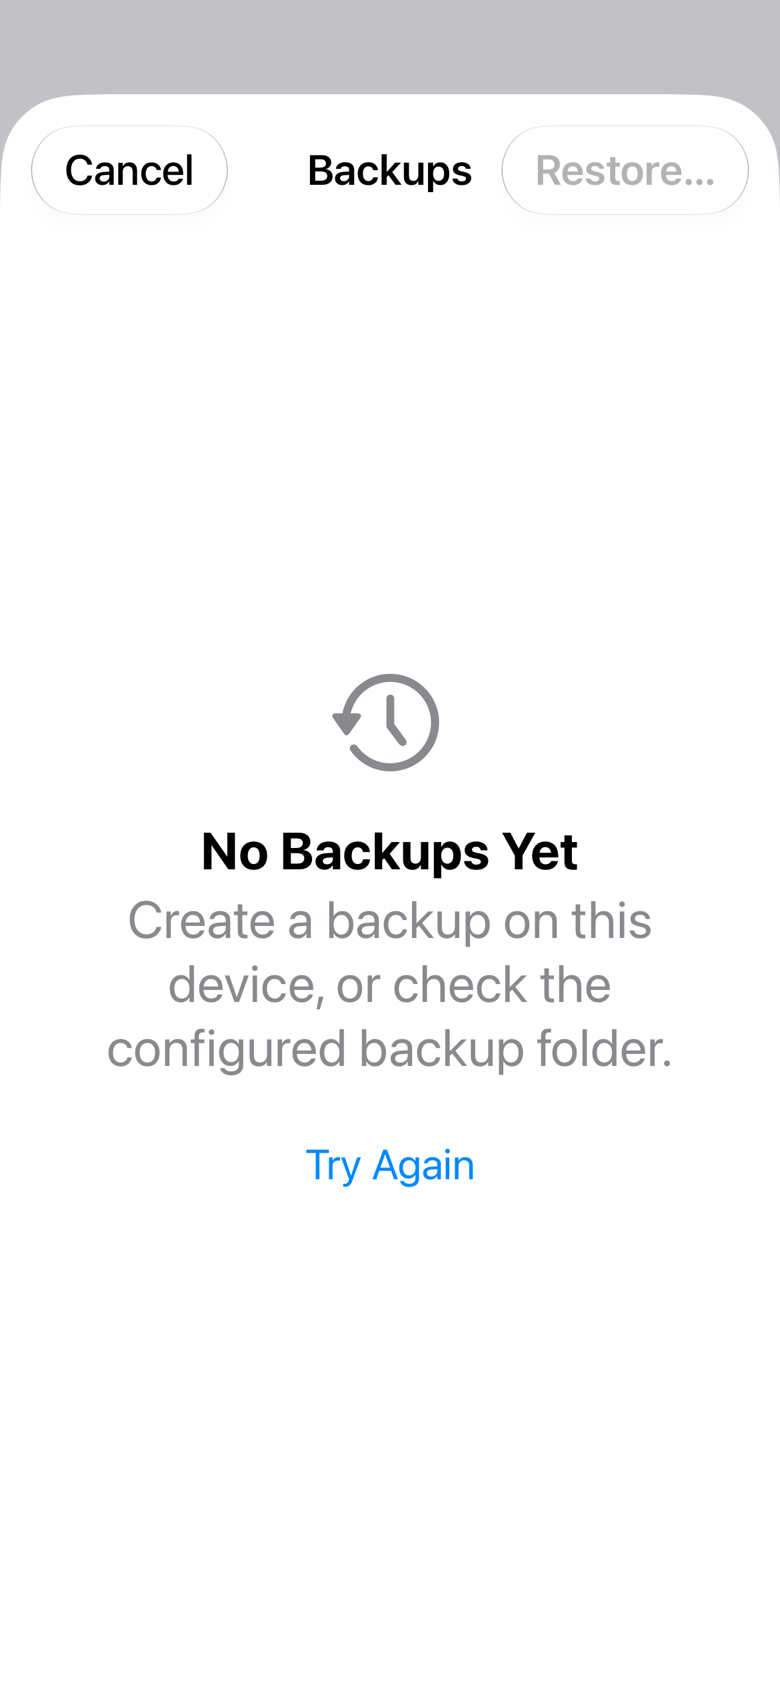 Cancel
Backups
Restore...
No Backups Yet
Create a backup on this
device, or check the
configured backup folder.
Try Again